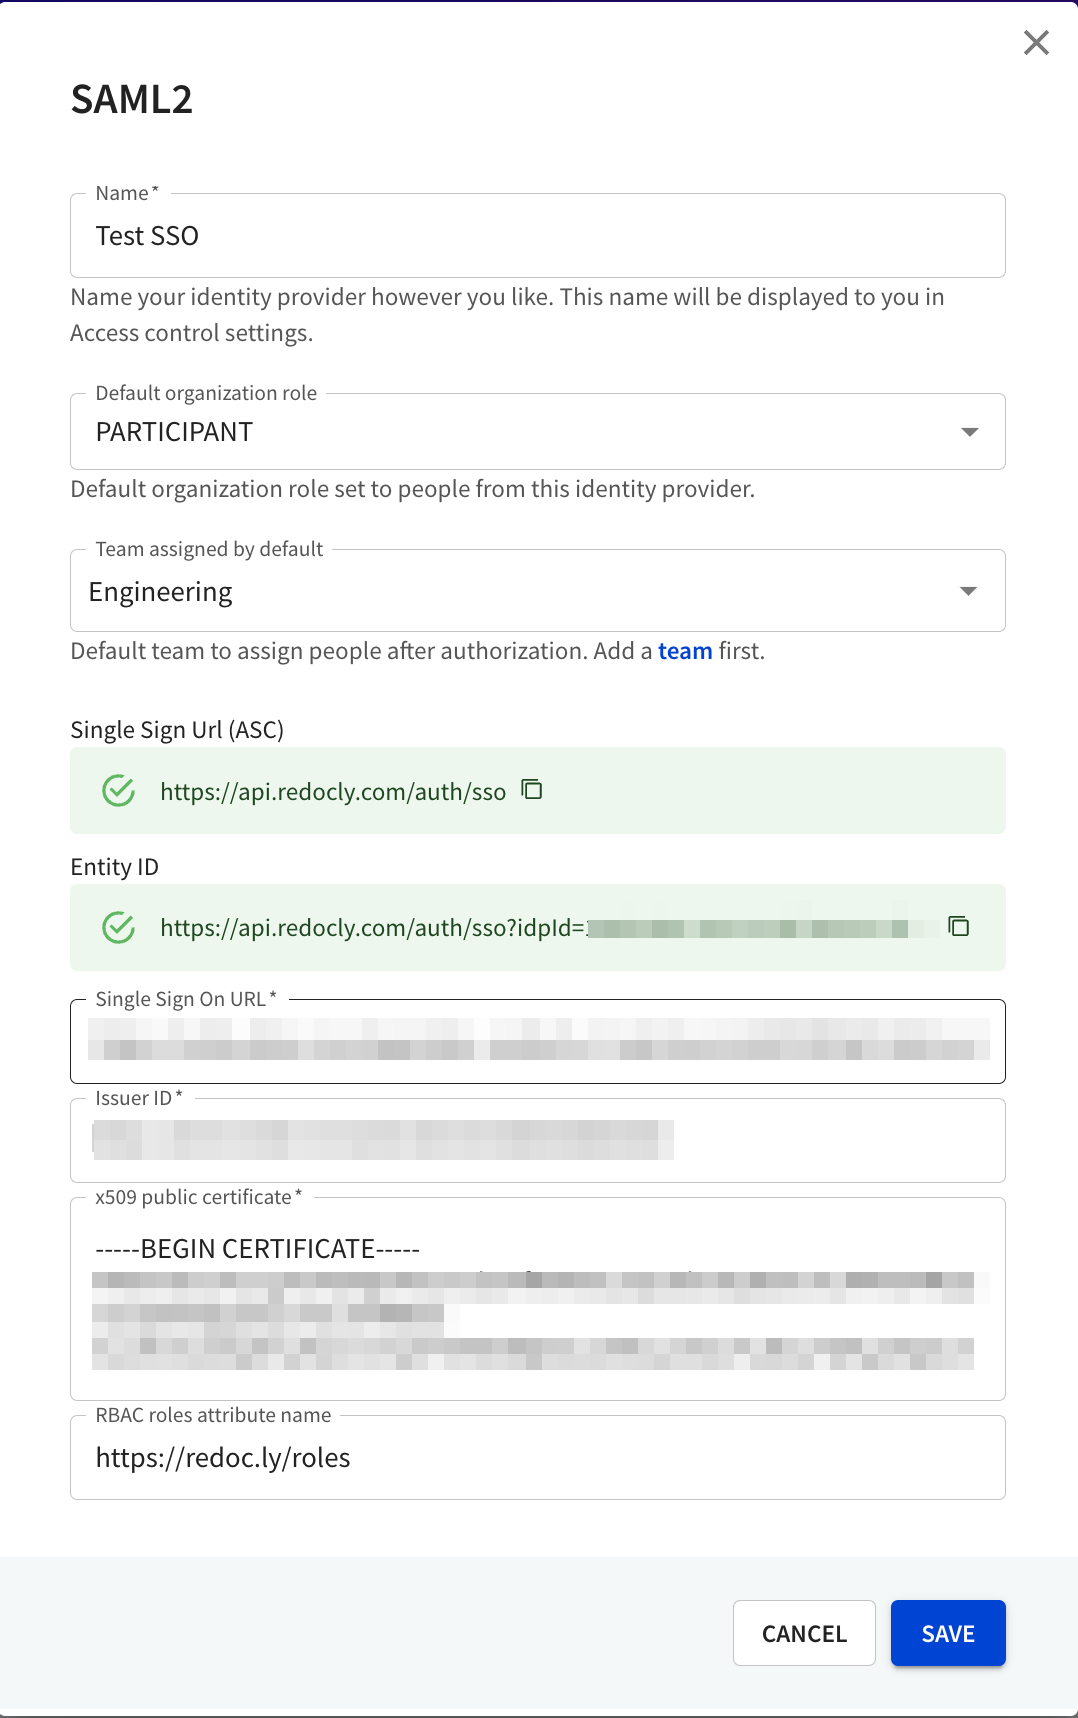 SAML2
Name*
Test SSO
Name your identity provider however you like. This name will be displayed to you in
Access control settings.
Default organization role
PARTICIPANT
Default organization role set to people from this identity provider.
Team assigned by default
Engineering
Default team to assign people after authorization. Add a team first.
Single Sign Url (ASC)
https://api.redocly.com/auth/sso
Entity ID
https://api.redocly.com/auth/sso?idpId=
Single Sign On URL*
Issuer ID*
x509 public certificate*
-----BEGIN CERTIFICATE-----
RBAC roles attribute name
https://redoc.ly/roles
CANCEL
SAVE